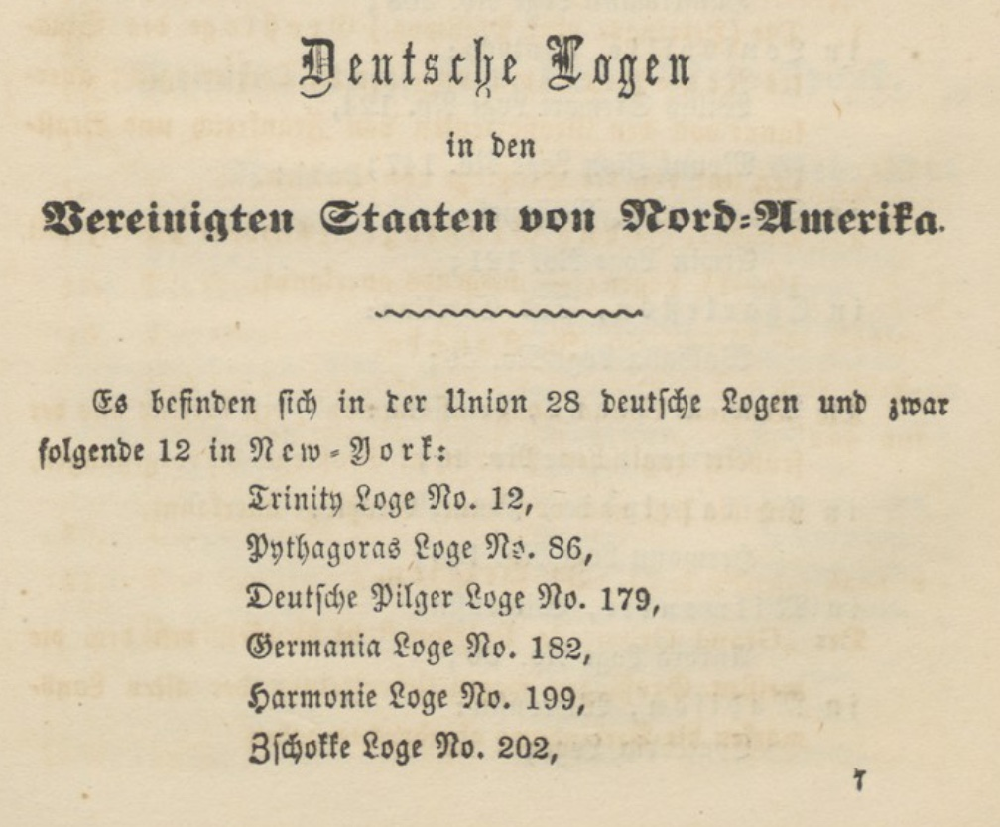 Deutsche Logen
in den
Vereinigten Staaten von Nord-Amerika.
Es befinden sich in der Union 28 deutsche Logen und zwar
folgende 12 in New-York:
Trinity Loge No. 12,
Pythagoras Loge No. 86,
Deutsche Pilger Loge No. 179,
Germania Loge No. 182,
Harmonie Loge No. 199,
Zschokke Loge No. 202,
7